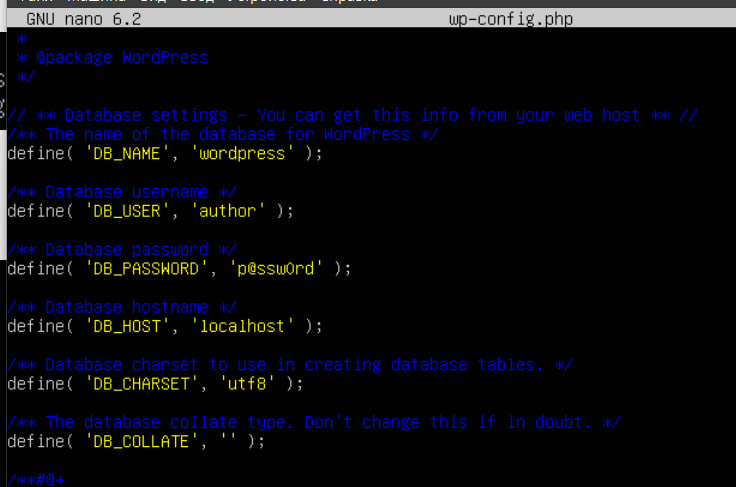 GNU nano 6.2 wp-config.php
*
* @package WordPress
*/
// ** Database settings - You can get this info from your web host ** //
/** The name of the database for WordPress */
define( 'DB_NAME', 'wordpress' );
/** Database username */
define( 'DB_USER', 'author' );
/** Database password */
define( 'DB_PASSWORD', 'p@ssw0rd' );
/** Database hostname */
define( 'DB_HOST', 'localhost' );
/** Database charset to use in creating database tables. */
define( 'DB_CHARSET', 'utf8' );
/** The database collate type. Don't change this if in doubt. */
define( 'DB_COLLATE', '' );
/**#@+